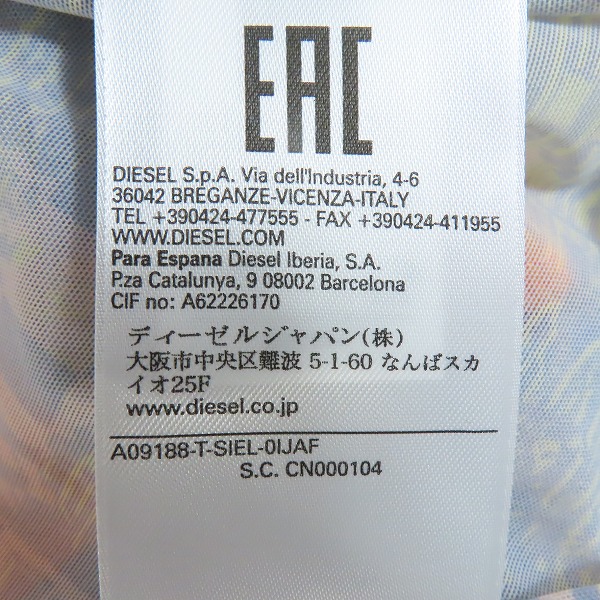 EAC
DIESEL S.p.A. Via dell'Industria, 4-6
36042 BREGANZE-VICENZA-ITALY
TEL +390424-477555 - FAX +390424-411955
WWW.DIESEL.COM
Para Espana Diesel Iberia, S.A.
P.za Catalunya, 9 08002 Barcelona
CIF no: A62226170
ディーゼルジャパン(株)
大阪市中央区難波 5-1-60 なんばスカ
イオ25F
www.diesel.co.jp
A09188-T-SIEL-0IJAF
S.C. CN000104